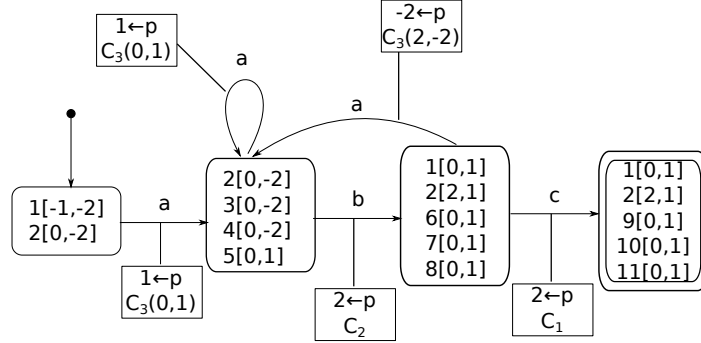 1←p
C3(0,1)
a
-2←p
C3(2,-2)
a
1[-1,-2]
2[0,-2]
a
1←p
C3(0,1)
2[0,-2]
3[0,-2]
4[0,-2]
5[0,1]
b
2←p
C2
1[0,1]
2[2,1]
6[0,1]
7[0,1]
8[0,1]
c
2←p
C1
1[0,1]
2[2,1]
9[0,1]
10[0,1]
11[0,1]